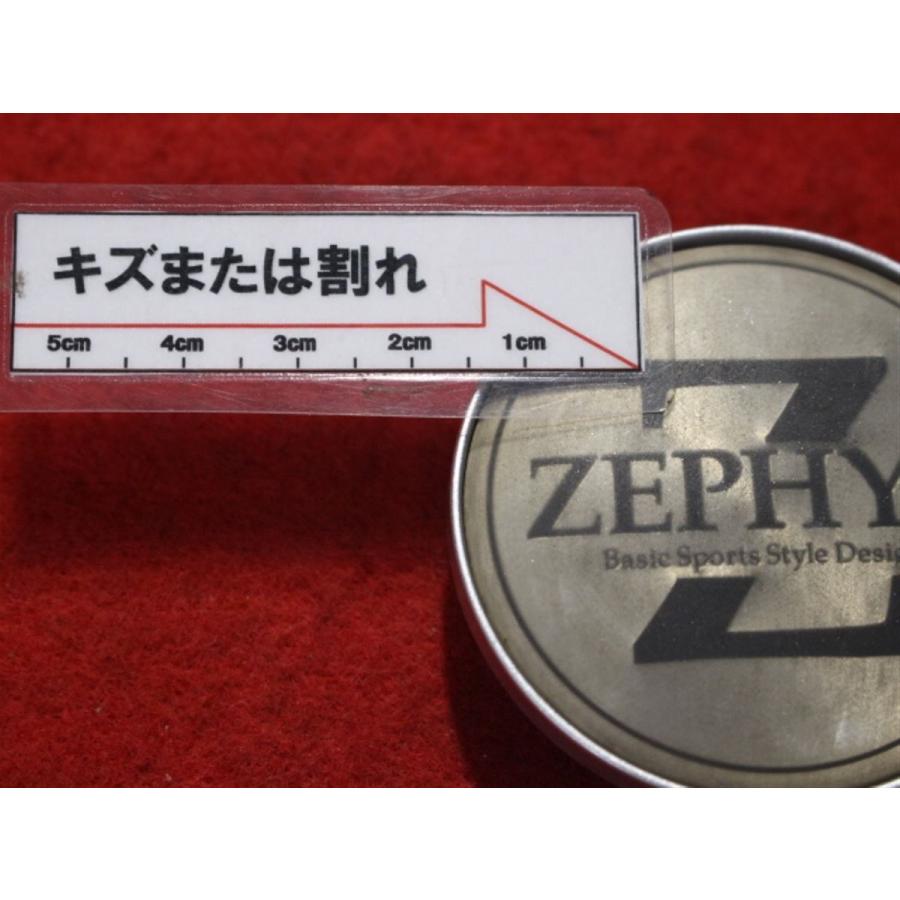 キズまたは割れ
5cm 4cm 3cm 2cm 1cm
Z
ZEPHY
Basic Sports Style Desig